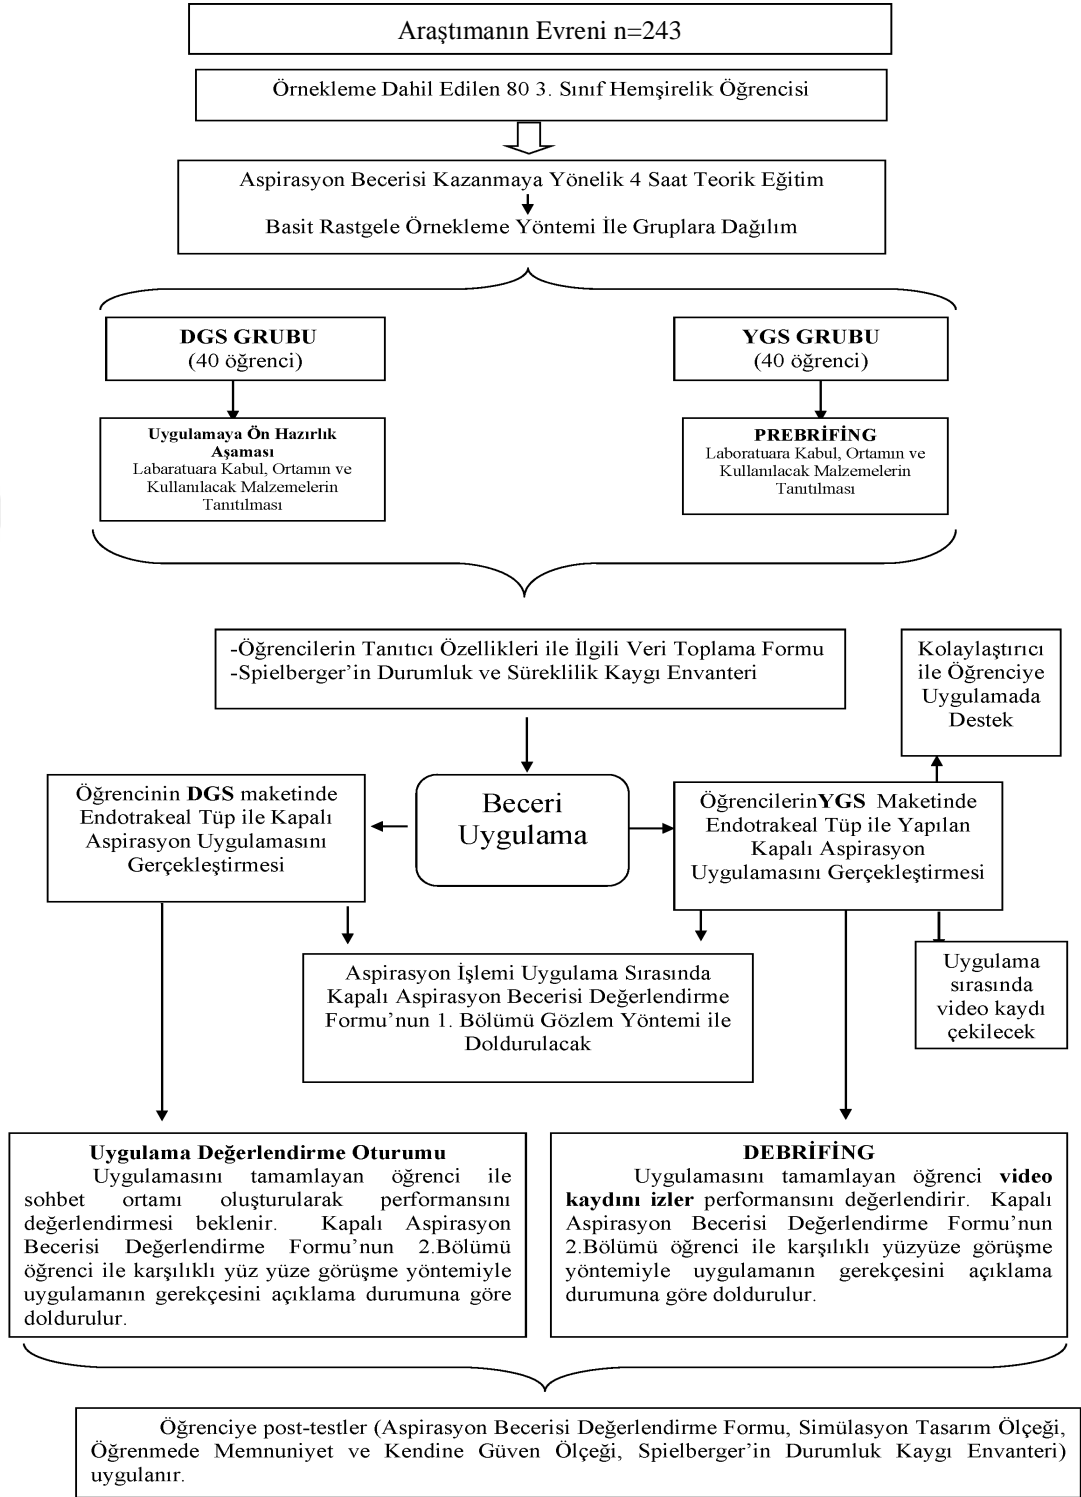 Araştımanın Evreni n=243
Örnekleme Dahil Edilen 80 3. Sınıf Hemşirelik Öğrencisi
Aspirasyon Becerisi Kazanmaya Yönelik 4 Saat Teorik Eğitim
Basit Rastgele Örnekleme Yöntemi İle Gruplara Dağılım
DGS GRUBU
(40 öğrenci)
YGS GRUBU
(40 öğrenci)
Uygulamaya Ön Hazırlık
Aşaması
Labaratuara Kabul, Ortamın ve
Kullanılacak Malzemelerin
Tanıtılması
PREBRİFİNG
Laboratuara Kabul, Ortamın ve
Kullanılacak Malzemelerin
Tanıtılması
-Öğrencilerin Tanıtıcı Özellikleri ile İlgili Veri Toplama Formu
-Spielberger’in Durumluk ve Süreklilik Kaygı Envanteri
Kolaylaştırıcı
ile Öğrenciye
Uygulamada
Destek
Öğrencinin DGS maketinde
Endotrakeal Tüp ile Kapalı
Aspirasyon Uygulamasını
Gerçekleştirmesi
Beceri
Uygulama
ÖğrencilerinYGS Maketinde
Endotrakeal Tüp ile Yapılan
Kapalı Aspirasyon
Uygulamasını Gerçekleştirmesi
Aspirasyon İşlemi Uygulama Sırasında
Kapalı Aspirasyon Becerisi Değerlendirme
Formu’nun 1. Bölümü Gözlem Yöntemi ile
Doldurulacak
Uygulama
sırasında
video kaydı
çekilecek
Uygulama Değerlendirme Oturumu
Uygulamasını tamamlayan öğrenci ile
sohbet ortamı oluşturularak performansını
değerlendirmesi beklenir. Kapalı Aspirasyon
Becerisi Değerlendirme Formu’nun 2.Bölümü
öğrenci ile karşılıklı yüz yüze görüşme yöntemiyle
uygulamanın gerekçesini açıklama durumuna göre
doldurulur.
DEBRİFİNG
Uygulamasını tamamlayan öğrenci video
kaydını izler performansını değerlendirir. Kapalı
Aspirasyon Becerisi Değerlendirme Formu’nun
2.Bölümü öğrenci ile karşılıklı yüzyüze görüşme
yöntemiyle uygulamanın gerekçesini açıklama
durumuna göre doldurulur.
Öğrenciye post-testler (Aspirasyon Becerisi Değerlendirme Formu, Simülasyon Tasarım Ölçeği,
Öğrenmede Memnuniyet ve Kendine Güven Ölçeği, Spielberger’in Durumluk Kaygı Envanteri)
uygulanır.